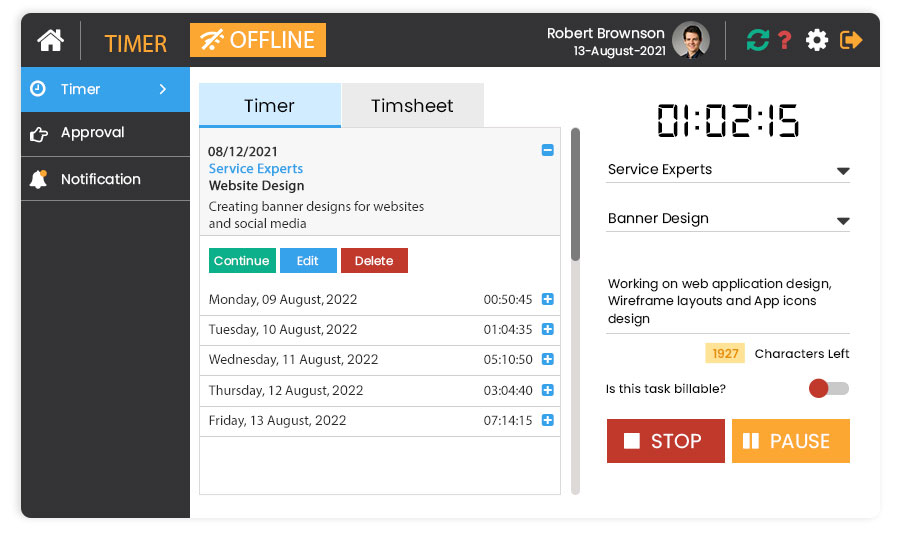 TIMER
OFFLINE
Robert Brownson
13-August-2021
?
Timer
Approval
Notification
Timer
Timsheet
08/12/2021
Service Experts
Website Design
Creating banner designs for websites
and social media
Continue
Edit
Delete
Monday, 09 August, 2022 00:50:45
Tuesday, 10 August, 2022 01:04:35
Wednesday, 11 August, 2022 05:10:50
Thursday, 12 August, 2022 03:04:40
Friday, 13 August, 2022 07:14:15
01:02:15
Service Experts
Banner Design
Working on web application design,
Wireframe layouts and App icons
design
1927 Characters Left
Is this task billable?
STOP
PAUSE